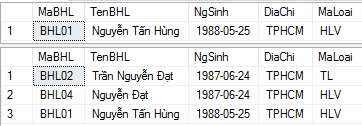 MaBHL TenBHL NgSinh DiaChi MaLoai
1 BHL01 Nguyễn Tấn Hùng 1988-05-25 TPHCM HLV
MaBHL TenBHL NgSinh DiaChi MaLoai
1 BHL02 Trần Nguyễn Đạt 1987-06-24 TPHCM TL
2 BHL04 Nguyễn Đạt 1987-06-24 TPHCM HLV
3 BHL01 Nguyễn Tấn Hùng 1988-05-25 TPHCM HLV